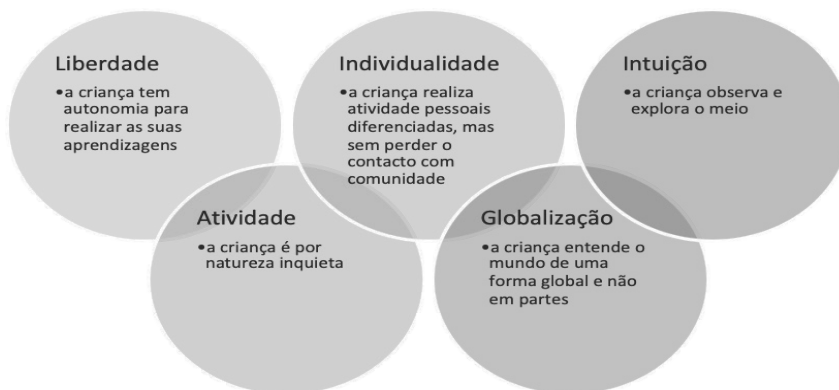 Liberdade
•a criança tem
autonomia para
realizar as suas
aprendizagens
Atividade
•a criança é por
natureza inquieta
Individualidade
•a criança realiza
atividade pessoais
diferenciadas, mas
sem perder o
contacto com
comunidade
Globalização
•a criança entende o
mundo de uma
forma global e não
em partes
Intuição
•a criança observa e
explora o meio